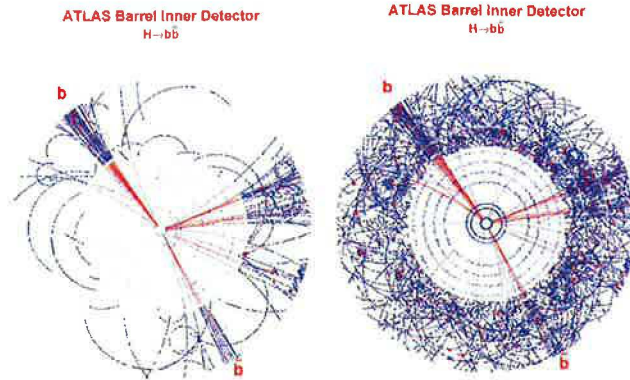 ATLAS Barrel Inner Detector
H→bb̄
b
b̄
ATLAS Barrel Inner Detector
H→bb̄
b
b̄